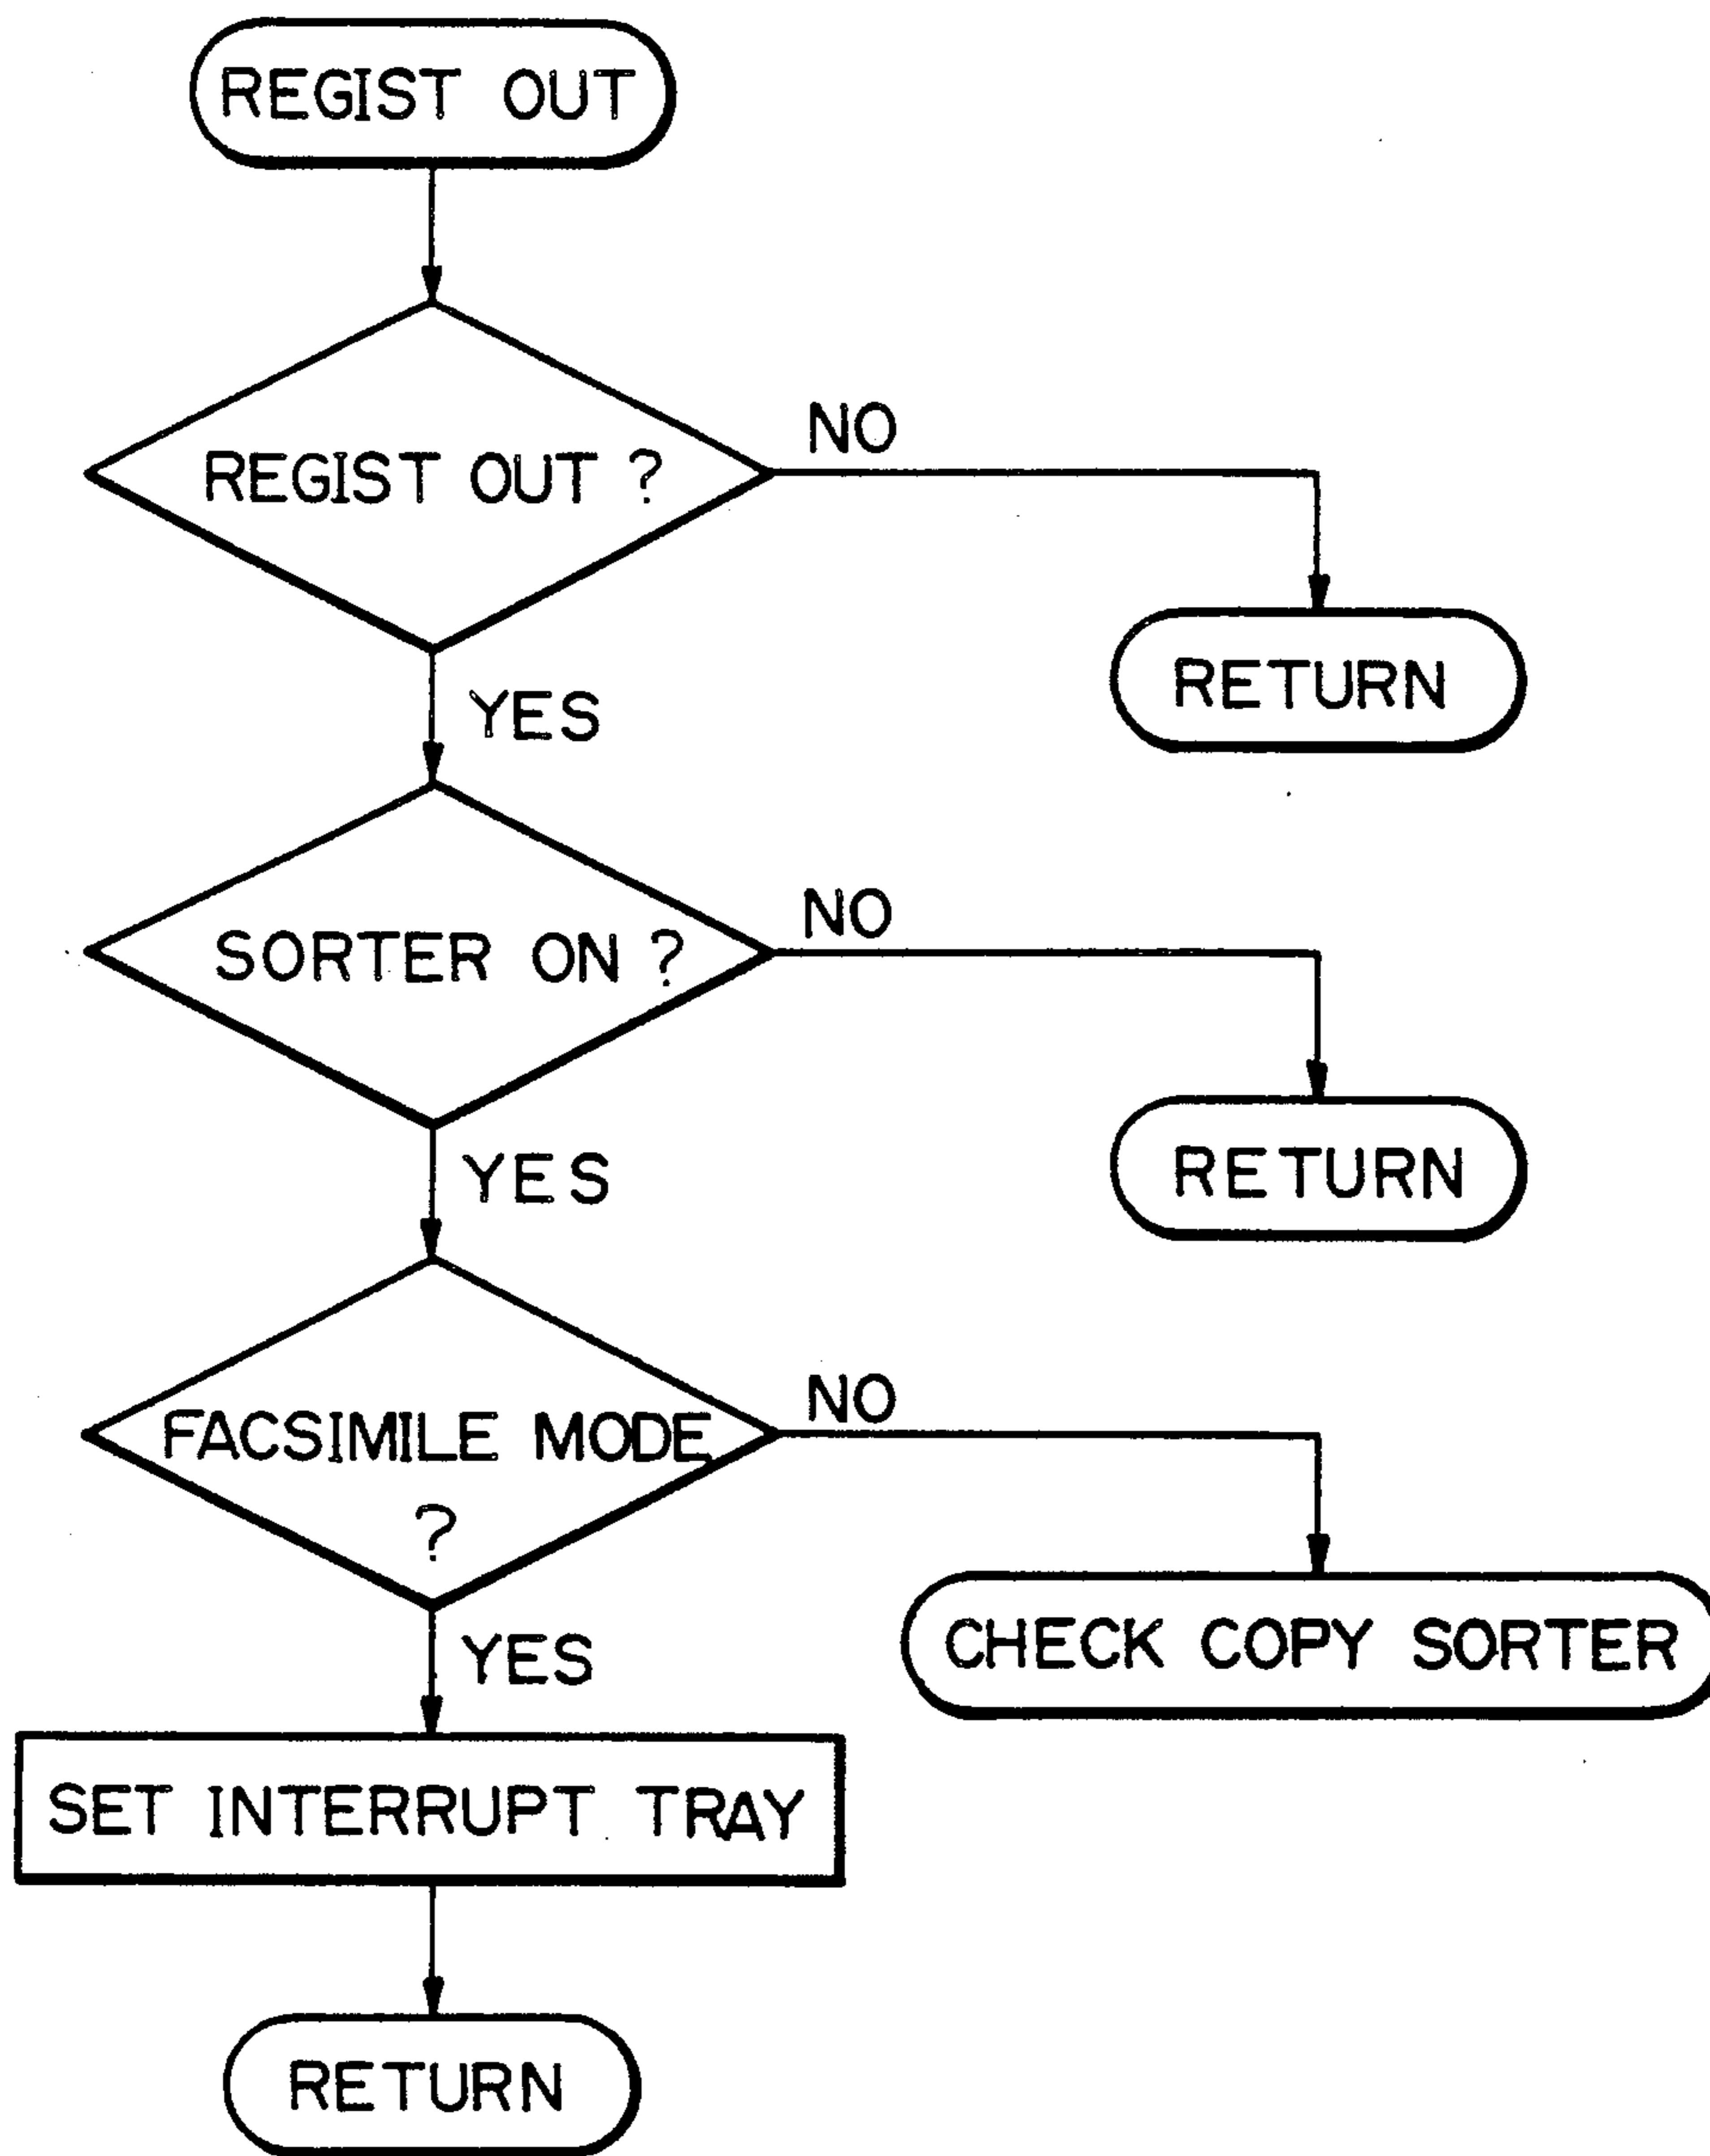 REGIST OUT
REGIST OUT ?
NO
RETURN
YES
SORTER ON ?
NO
RETURN
YES
FACSIMILE MODE
?
NO
CHECK COPY SORTER
YES
SET INTERRUPT TRAY
RETURN